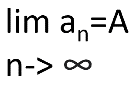 lim aₙ=A
n-> ∞